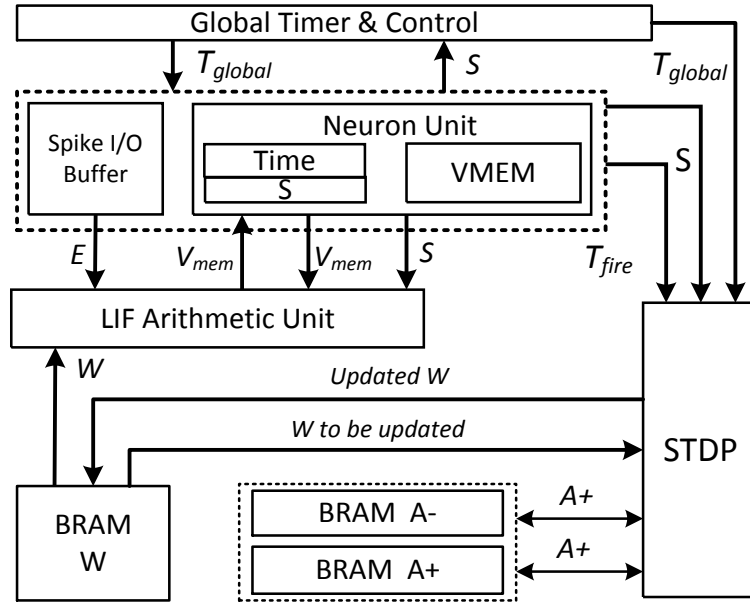 Global Timer & Control
T_global
S
T_global
Spike I/O
Buffer
Neuron Unit
Time
S
VMEM
S
E
V_mem
V_mem
S
T_fire
LIF Arithmetic Unit
W
Updated W
W to be updated
STDP
BRAM
W
BRAM A-
A+
BRAM A+
A+